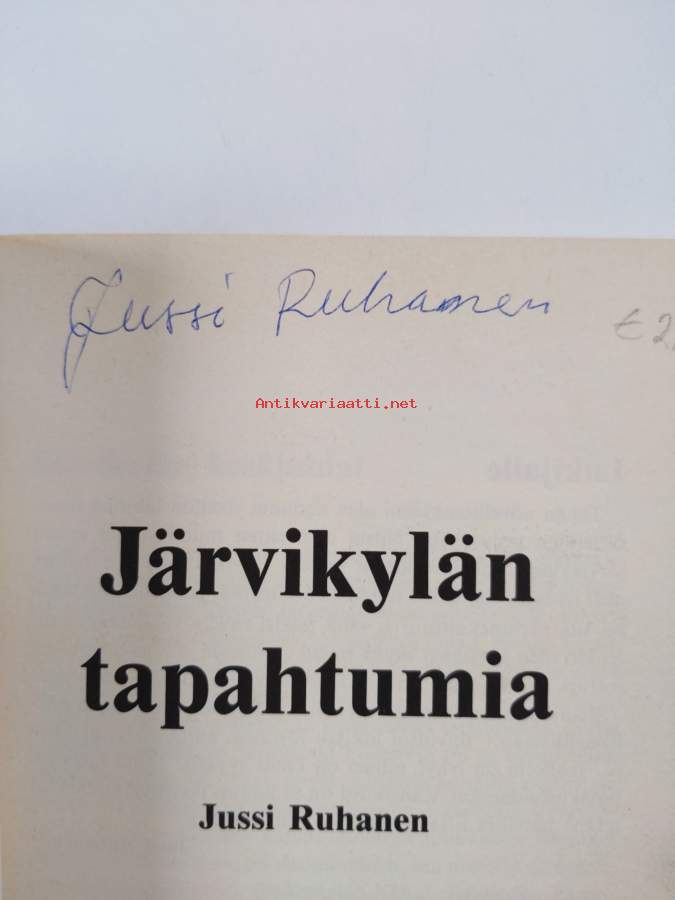 Jussi Ruhanen
€ 2
Antikvariaatti.net
Järvikylän
tapahtumia
Jussi Ruhanen